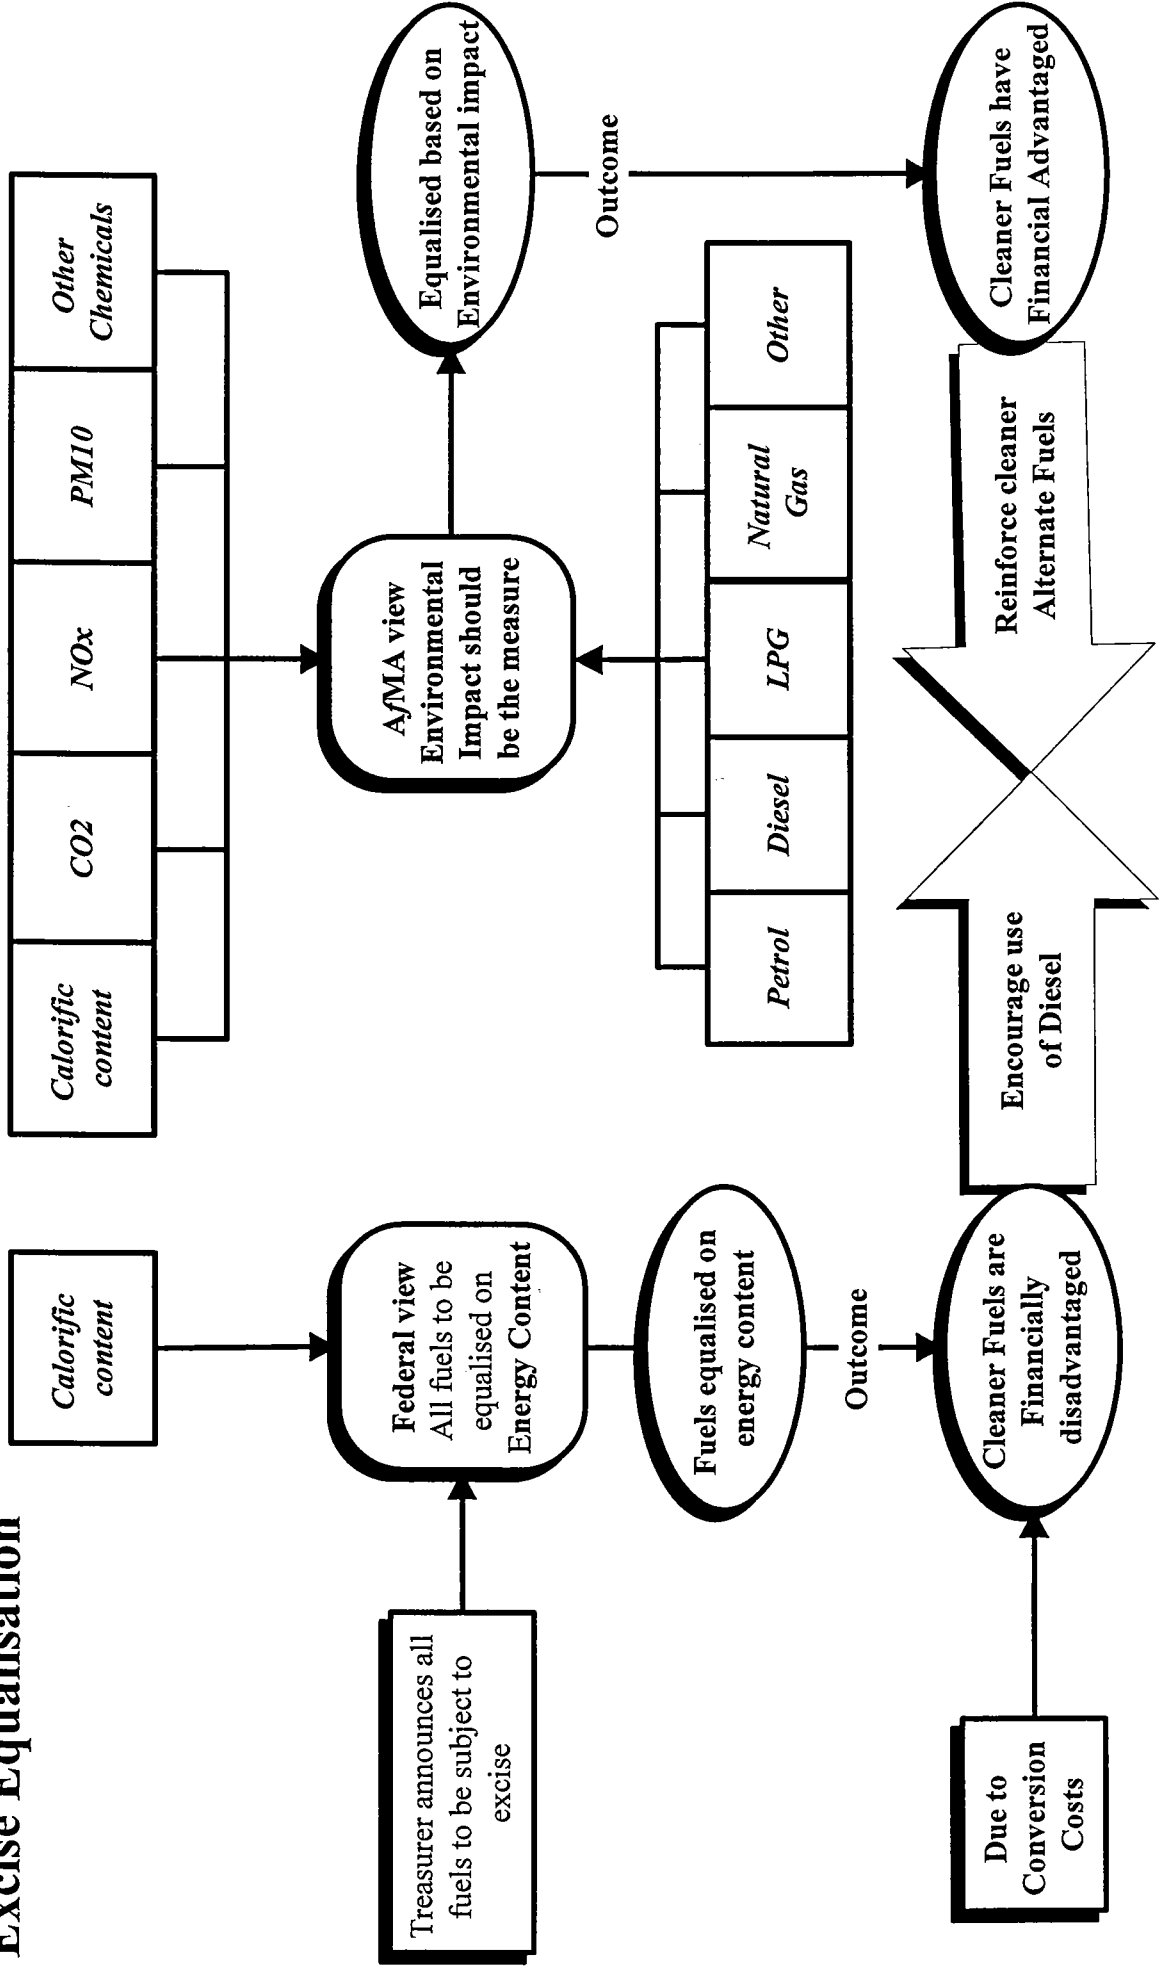 Excise Equalisation
Calorific
content
Calorific
content
CO2
NOx
PM10
Other
Chemicals
Treasurer announces all
fuels to be subject to
excise
Federal view
All fuels to be
equalised on
Energy Content
AfMA view
Environmental
Impact should
be the measure
Equalised based on
Environmental impact
Fuels equalised on
energy content
Outcome
Outcome
Petrol
Diesel
LPG
Natural
Gas
Other
Due to
Conversion
Costs
Cleaner Fuels are
Financially
disadvantaged
Encourage use
of Diesel
Reinforce cleaner
Alternate Fuels
Cleaner Fuels have
Financial Advantaged